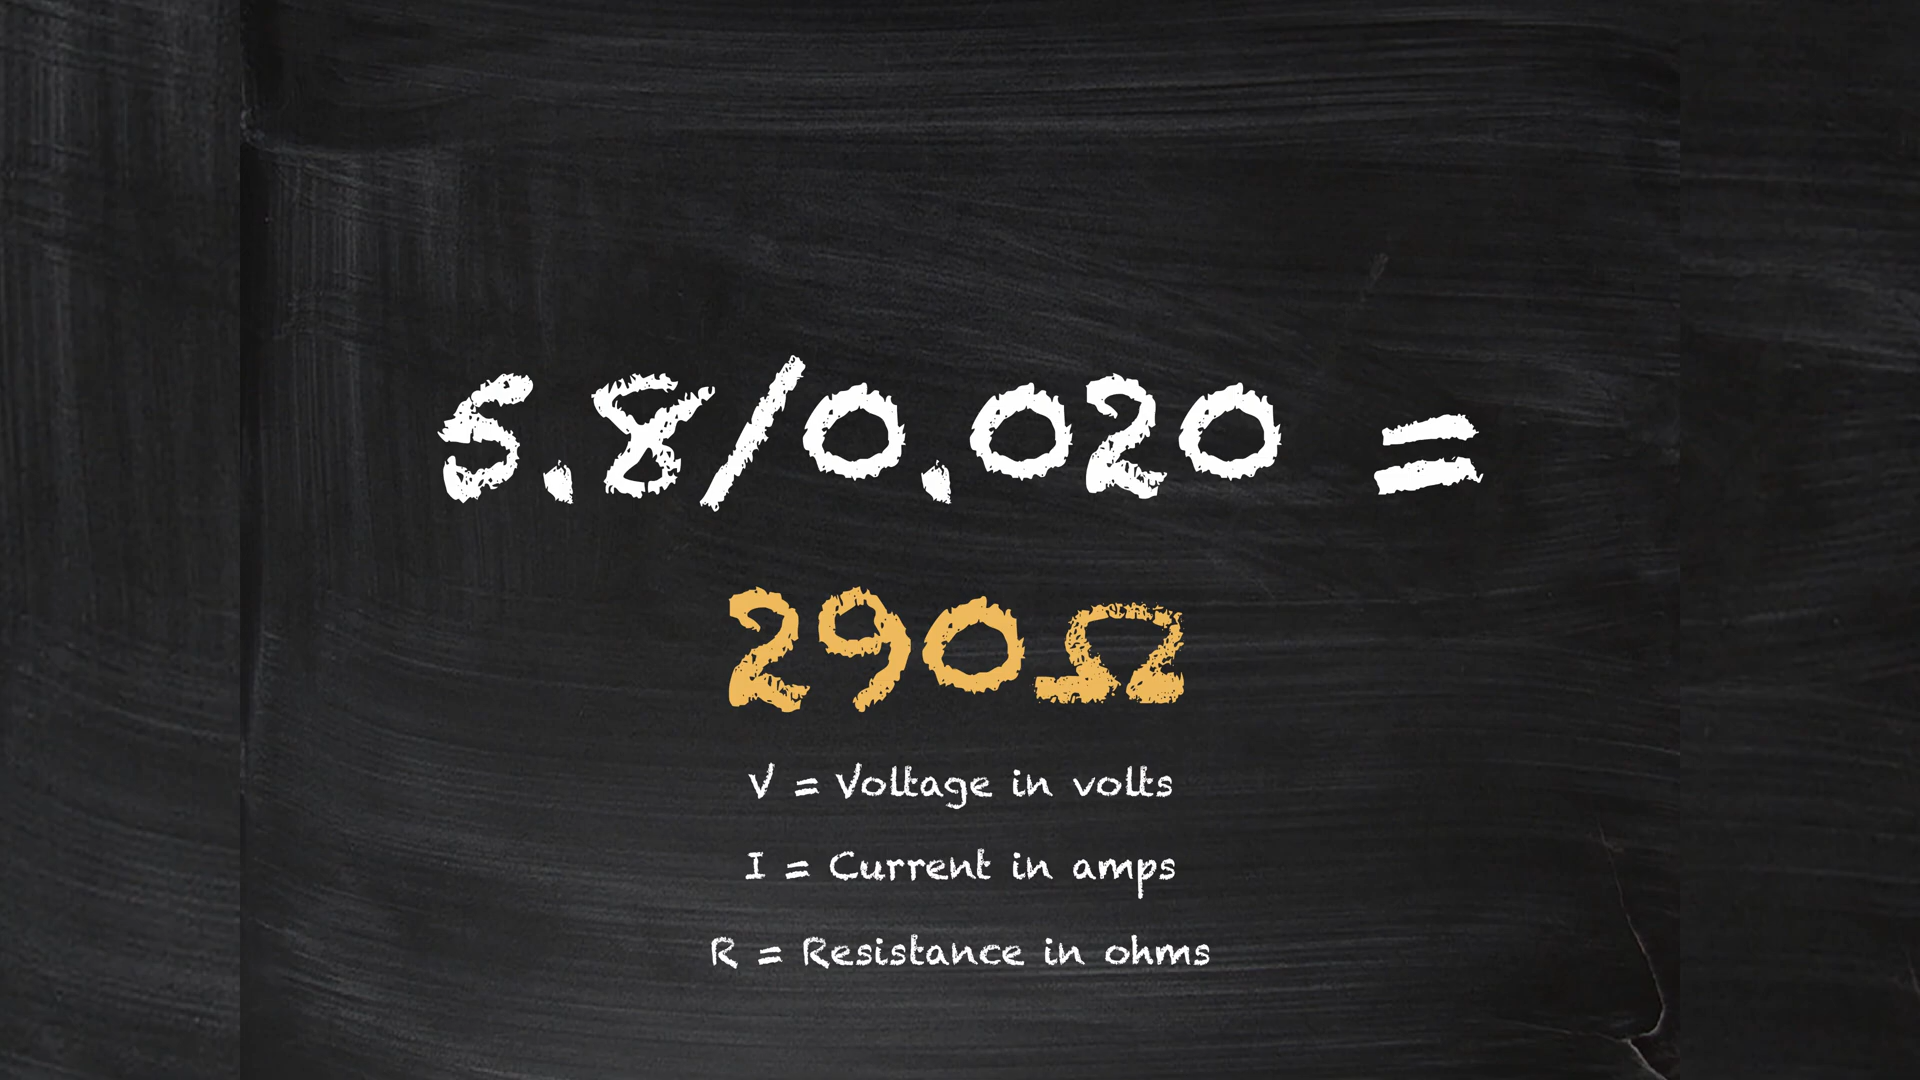 5.8/0.020 =
290Ω
V = Voltage in volts
I = Current in amps
R = Resistance in ohms